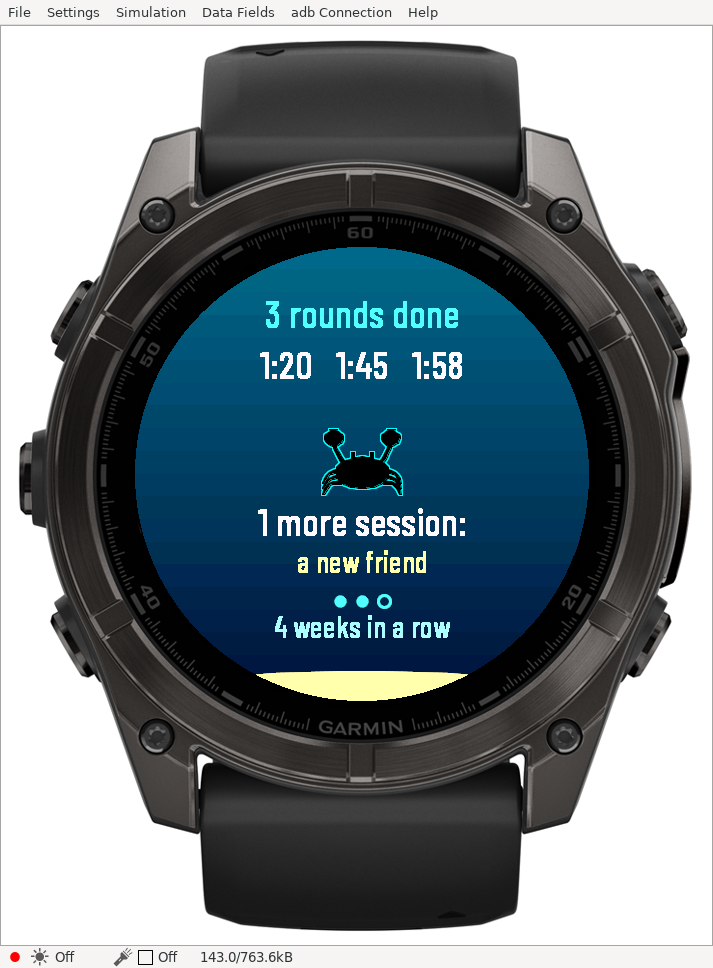 File Settings Simulation Data Fields adb Connection Help
60
3 rounds done
50
1:20 1:45 1:58
1 more session:
a new friend
40
20
4 weeks in a row
GARMIN
Off Off 143.0/763.6kB